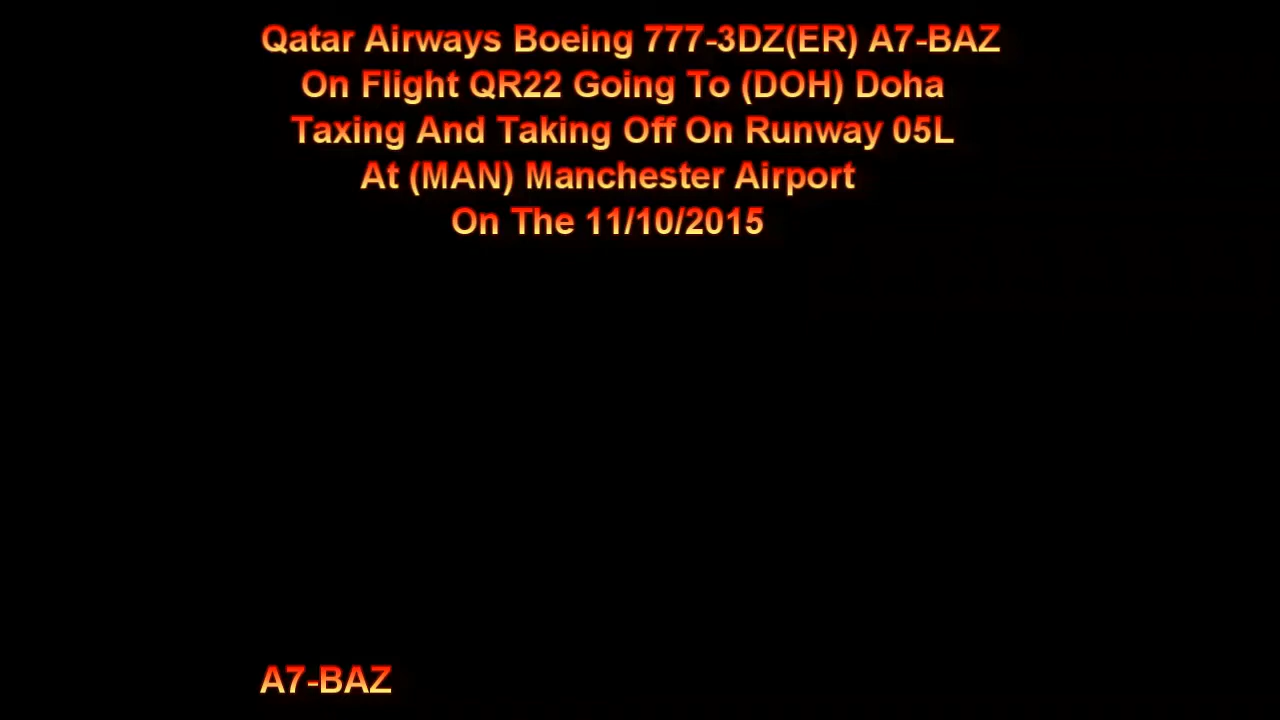 Qatar Airways Boeing 777-3DZ(ER) A7-BAZ
On Flight QR22 Going To (DOH) Doha
Taxing And Taking Off On Runway 05L
At (MAN) Manchester Airport
On The 11/10/2015
A7-BAZ